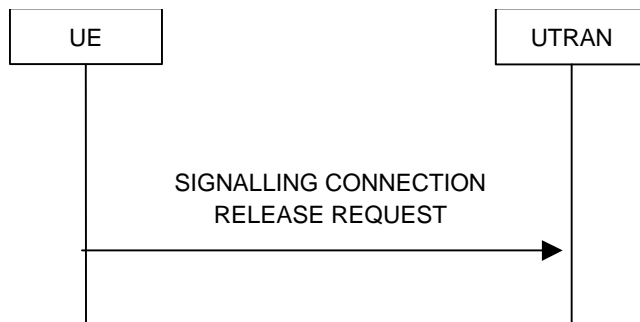 UE
UTRAN
SIGNALLING CONNECTION
RELEASE REQUEST